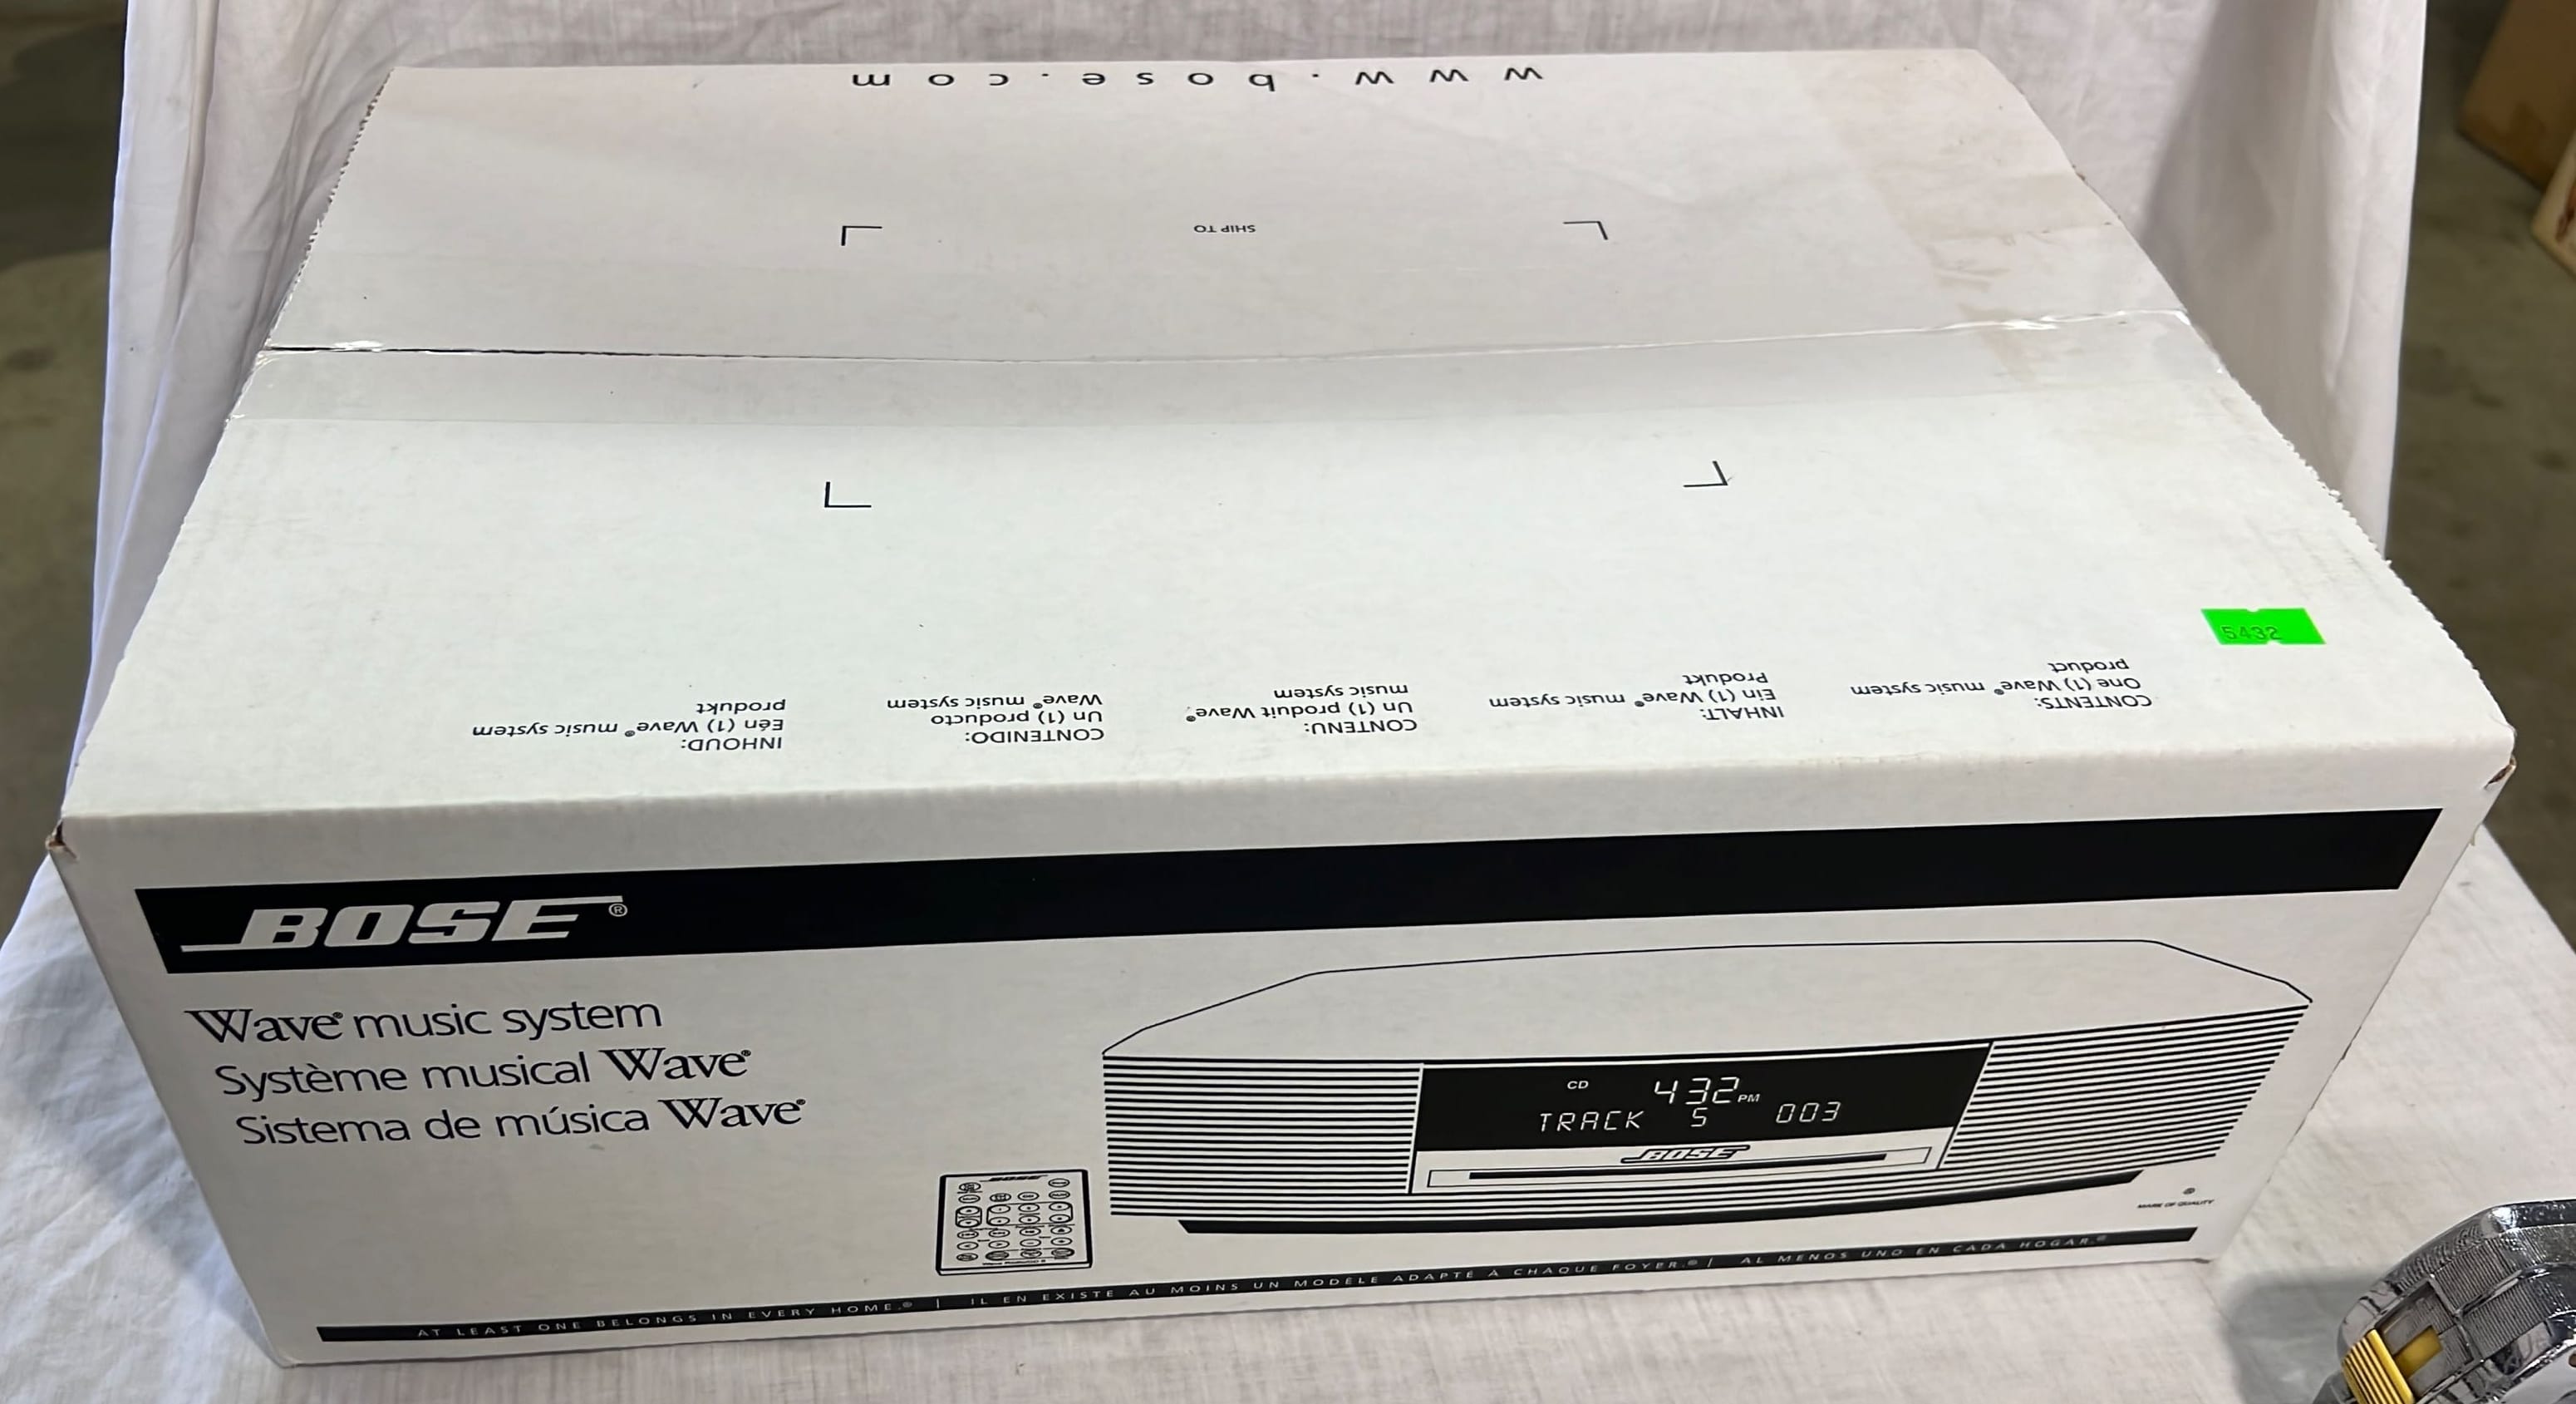 www.bose.com
SHIP TO
5432
CONTENTS:
One (1) Wave® music system
product
INHALT:
Ein (1) Wave® music system
Produkt
CONTENU:
Un (1) produit Wave®
music system
CONTENIDO:
Un (1) producto
Wave® music system
INHOUD:
Eén (1) Wave® music system
produkt
BOSE®
Wave® music system
Système musical Wave®
Sistema de música Wave®
CD 432 PM
TRACK 5 003
BOSE
BOSE
MARK OF QUALITY
AT LEAST ONE BELONGS IN EVERY HOME.® | IL EN EXISTE AU MOINS UN MODÈLE ADAPTÉ À CHAQUE FOYER.® | AL MENOS UNO EN CADA HOGAR.®